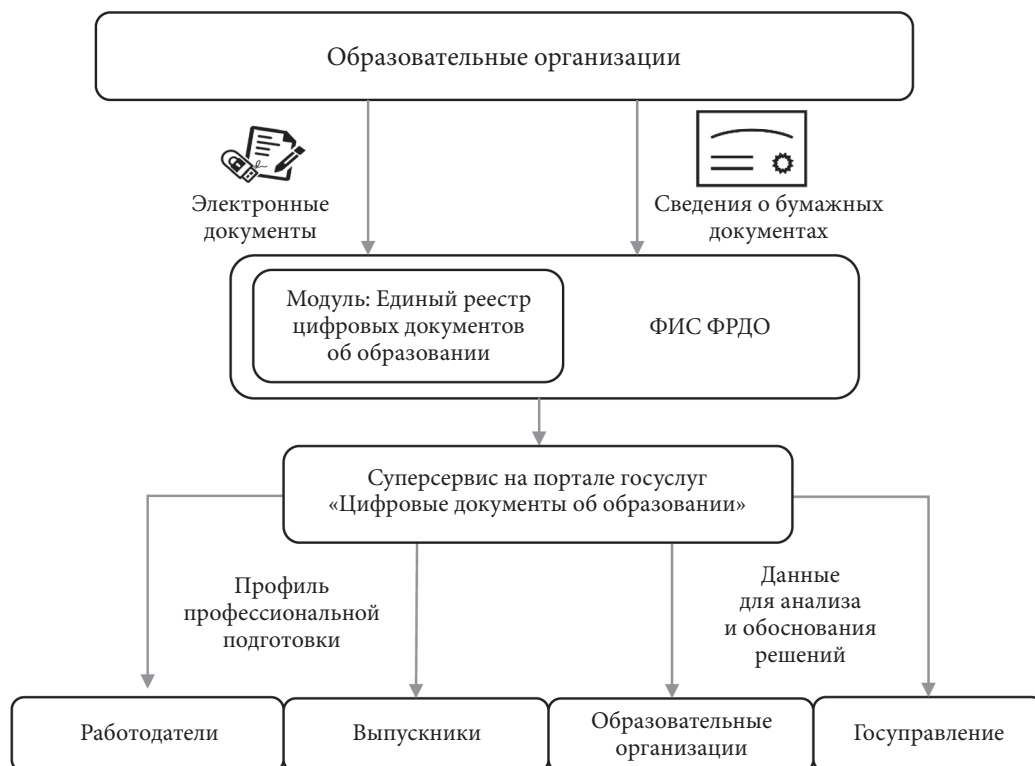 Образовательные организации
Электронные
документы
Сведения о бумажных
документах
Модуль: Единый реестр
цифровых документов
об образовании
ФИС ФРДО
Суперсервис на портале госуслуг
«Цифровые документы об образовании»
Профиль
профессиональной
подготовки
Данные
для анализа
и обоснования
решений
Работодатели
Выпускники
Образовательные
организации
Госуправление